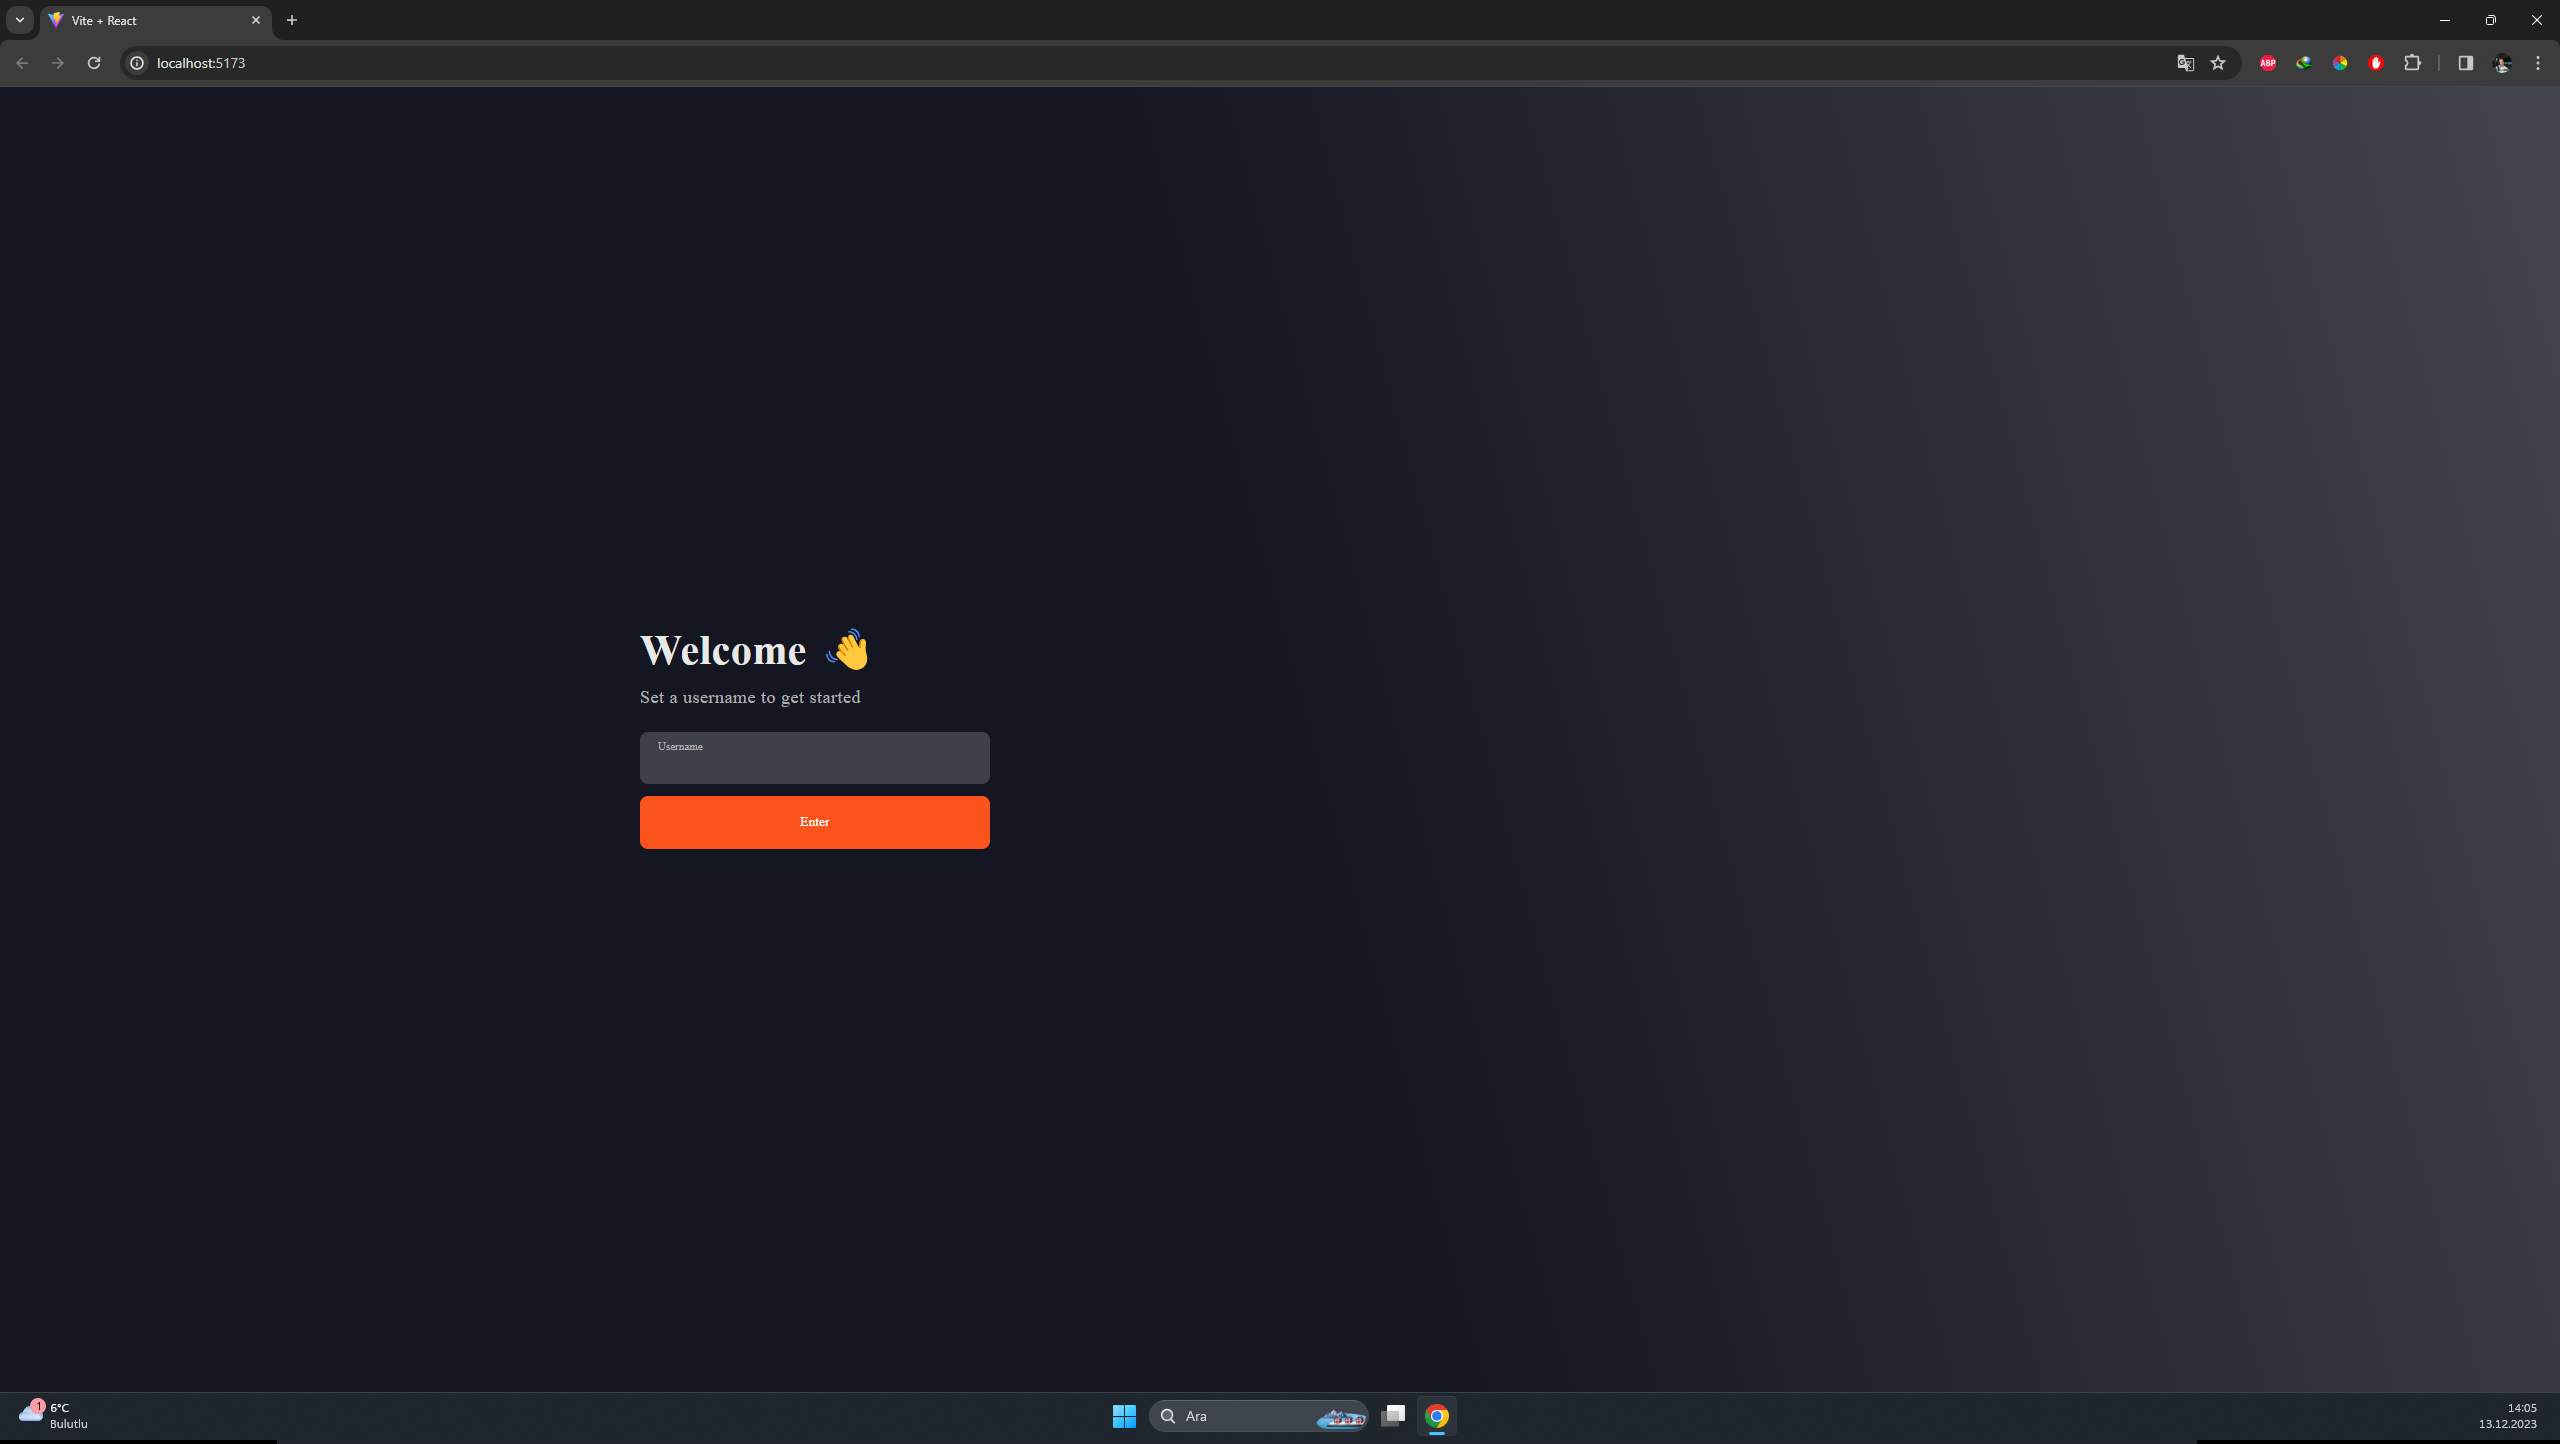 Vite + React
localhost:5173
ABP
Welcome 👋
Set a username to get started
Username
Enter
1
6°C
Bulutlu
Ara
14:05
13.12.2023